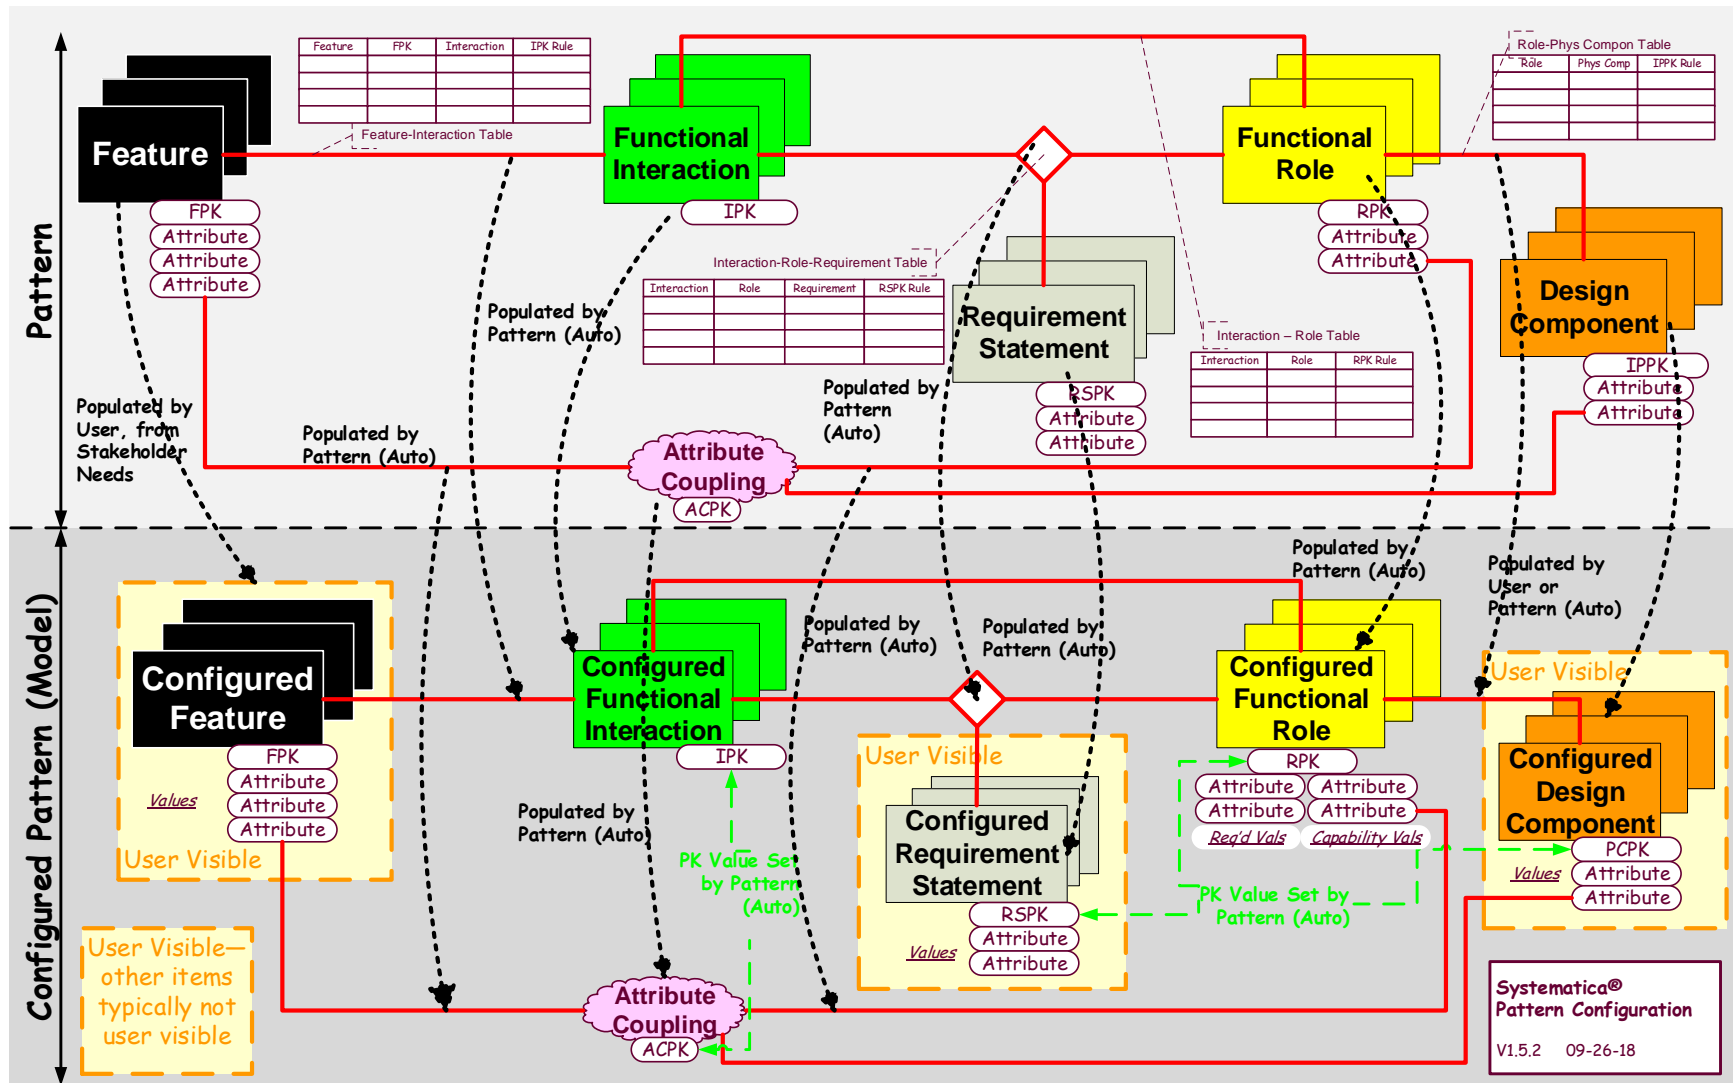 Pattern
Feature
FPK
Attribute
Attribute
Attribute
Feature FPK Interaction IPK Rule
Feature-Interaction Table
Functional
Interaction
IPK
Functional
Role
RPK
Attribute
Attribute
Role-Phys Compon Table
Role Phys Comp IPPK Rule
Design
Component
IPPK
Attribute
Attribute
Interaction-Role-Requirement Table
Interaction Role Requirement RSPK Rule
Requirement
Statement
RSPK
Attribute
Attribute
Interaction – Role Table
Interaction Role RPK Rule
Populated by
Pattern (Auto)
Populated by
User, from
Stakeholder
Needs
Populated by
Pattern (Auto)
Populated by
Pattern
(Auto)
Attribute
Coupling
ACPK
Configured Pattern (Model)
Populated by
Pattern (Auto)
Populated by
Pattern (Auto)
Populated by
User or
Pattern (Auto)
Populated by
Pattern (Auto)
Populated by
Pattern (Auto)
Configured
Feature
FPK
Attribute
Attribute
Attribute
Values
User Visible
Configured
Functional
Interaction
IPK
Populated by
Pattern (Auto)
PK Value Set
by Pattern
(Auto)
User Visible
Configured
Requirement
Statement
RSPK
Attribute
Attribute
Values
Configured
Functional
Role
RPK
Attribute Attribute
Attribute Attribute
Req'd Vals Capability Vals
PK Value Set by
Pattern (Auto)
User Visible
Configured
Design
Component
PCPK
Attribute
Attribute
Values
User Visible—
other items
typically not
user visible
Attribute
Coupling
ACPK
Systematica®
Pattern Configuration
V1.5.2 09-26-18